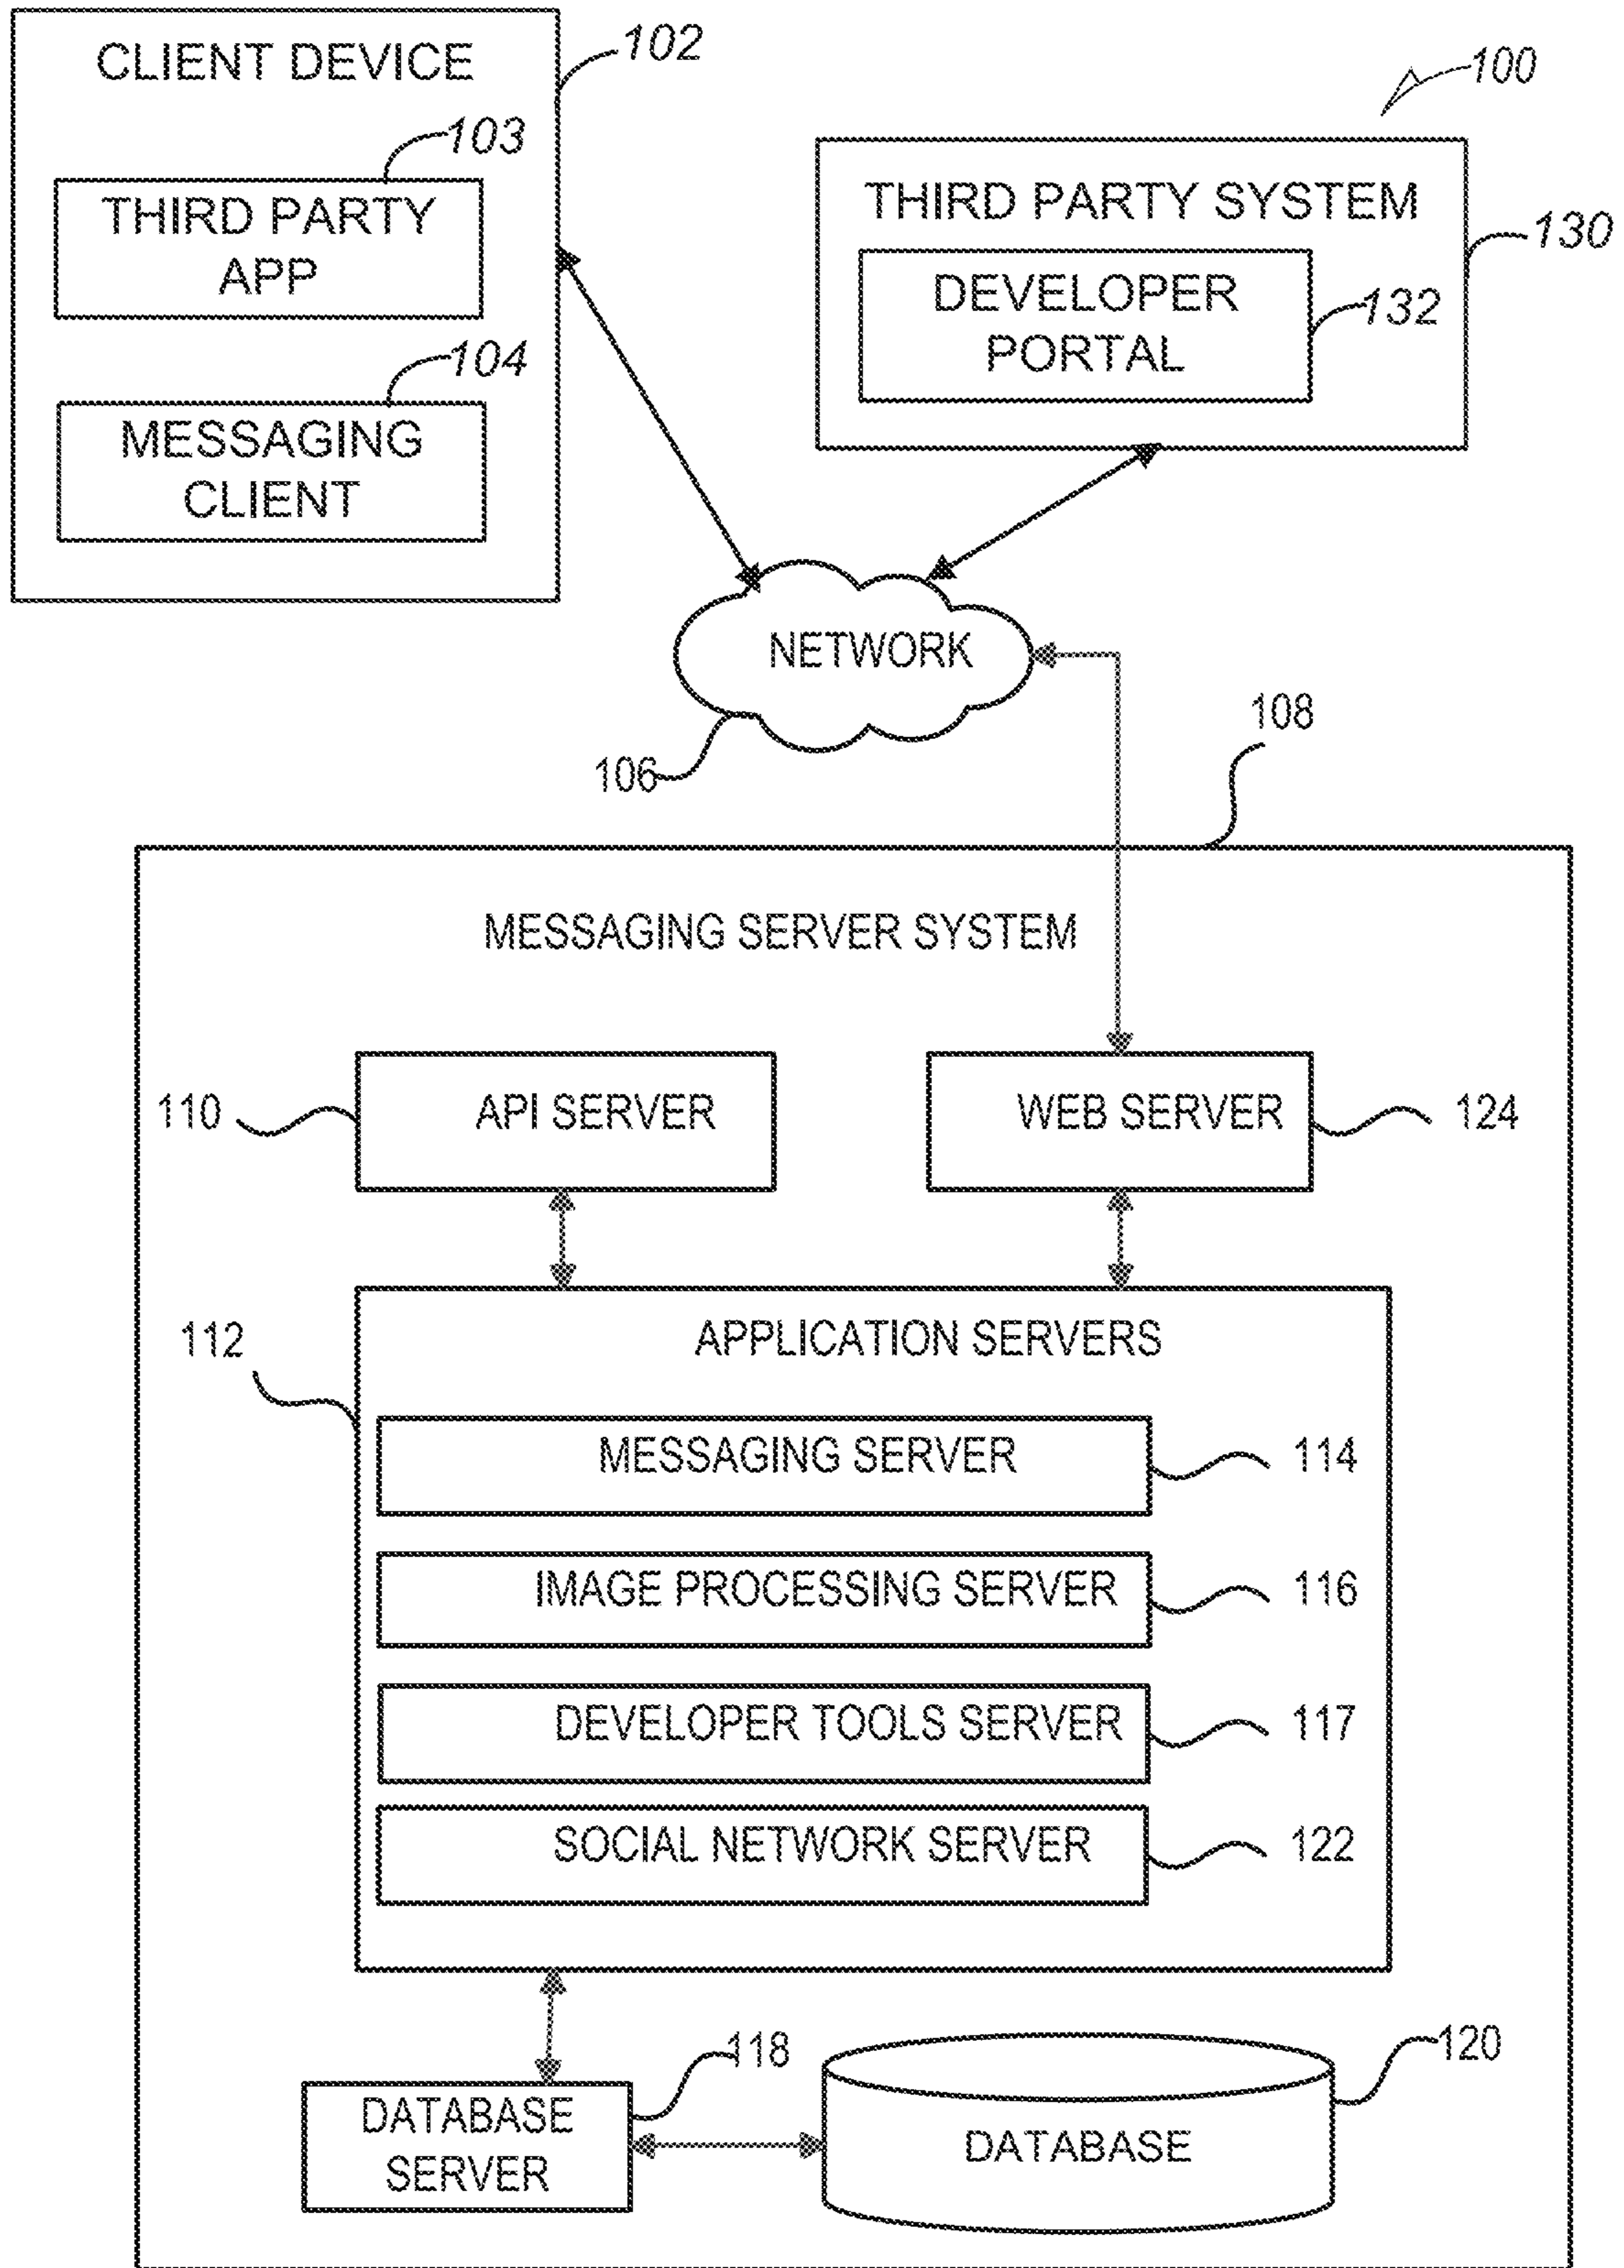 CLIENT DEVICE
102
103
THIRD PARTY
APP
104
MESSAGING
CLIENT
100
THIRD PARTY SYSTEM
130
DEVELOPER
PORTAL
132
NETWORK
106
108
MESSAGING SERVER SYSTEM
110
API SERVER
WEB SERVER
124
112
APPLICATION SERVERS
MESSAGING SERVER
114
IMAGE PROCESSING SERVER
116
DEVELOPER TOOLS SERVER
117
SOCIAL NETWORK SERVER
122
118
DATABASE
SERVER
120
DATABASE